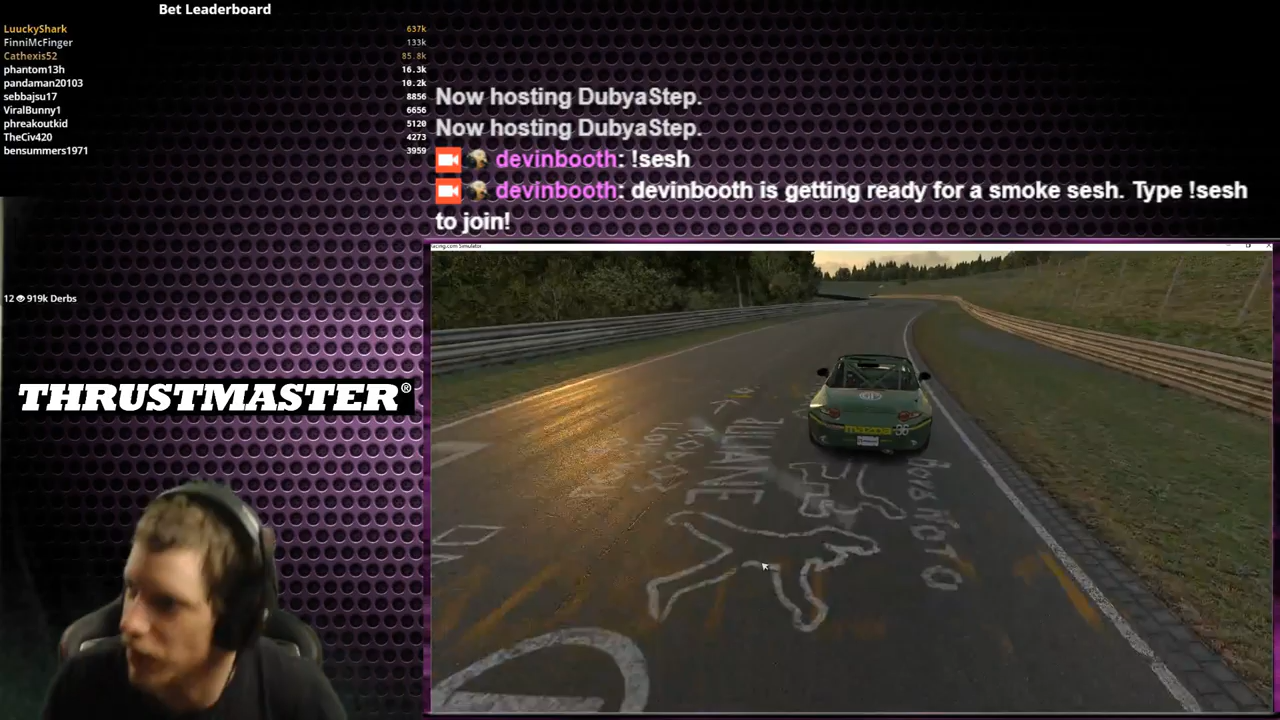 Bet Leaderboard
LuuckyShark 637k
FinniMcFinger 133k
Cathexis52 85.8k
phantom13h 16.3k
pandaman20103 10.2k
sebbajsu17 8856
ViralBunny1 6656
phreakoutkid 5120
TheCiv420 4273
bensummers1971 3959
Now hosting DubyaStep.
Now hosting DubyaStep.
devinbooth: !sesh
devinbooth: devinbooth is getting ready for a smoke sesh. Type !sesh
to join!
12 919k Derbs
THRUSTMASTER®
mazda